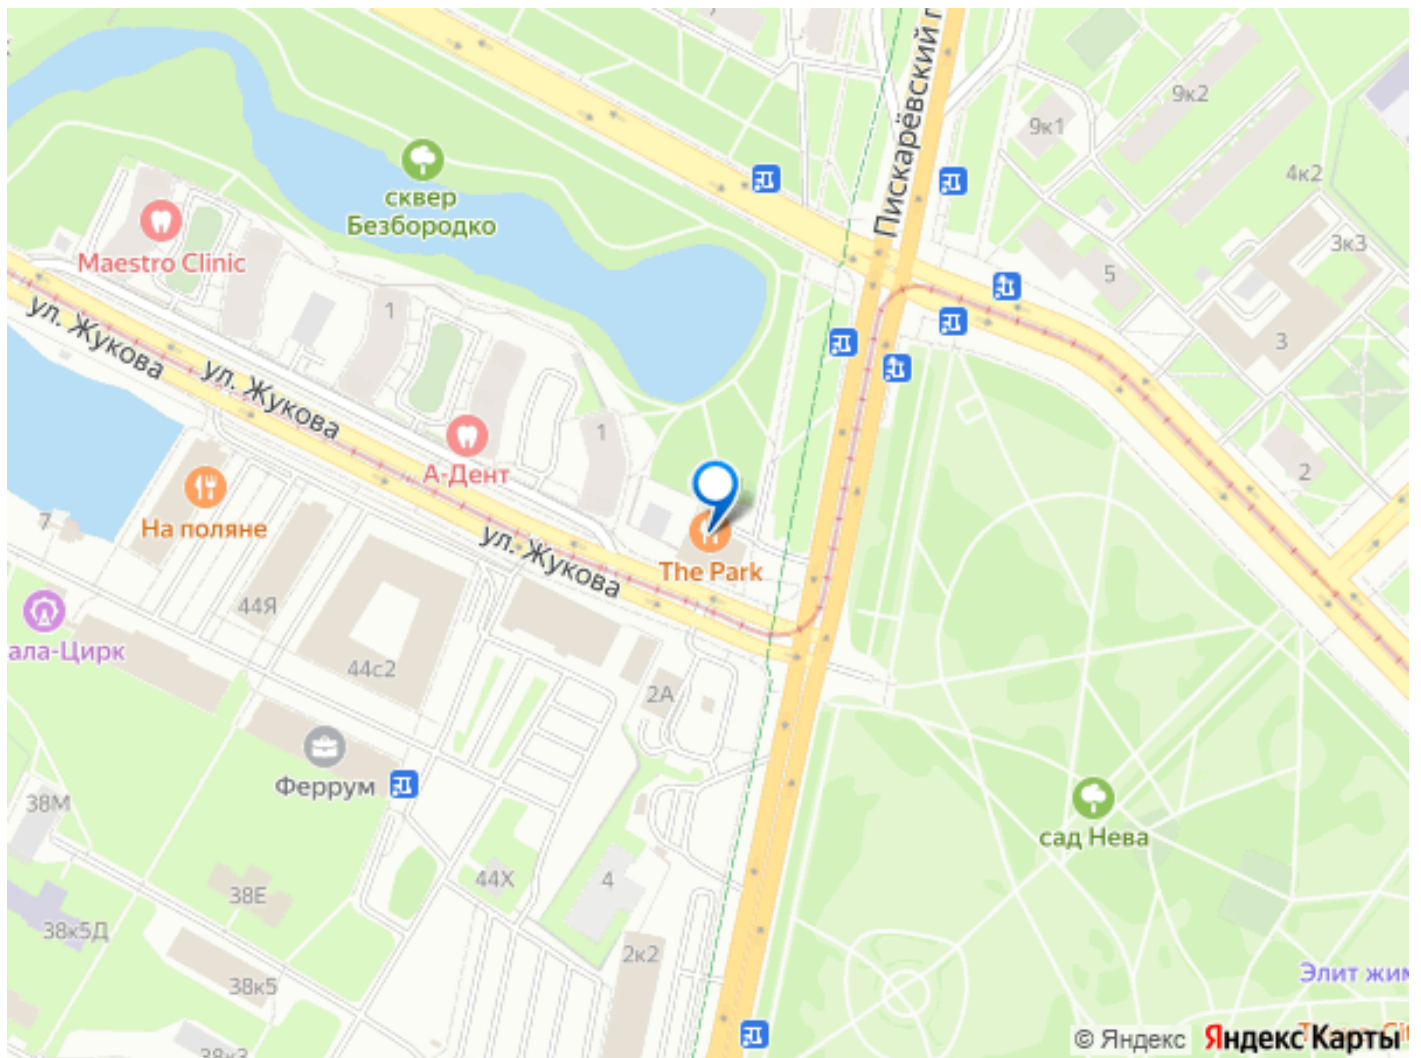 Пискарёвский п
9к2
9к1
4к2
сквер
Безбородко
3к3
Maestro Clinic
5
ул. Жукова
1
3
ул. Жукова
1
А-Дент
2
На поляне
7
ул. Жукова
The Park
44Я
ала-Цирк
44с2
2А
Феррум
38М
сад Нева
38Е
44Х
4
38к5Д
2к2
38к5
Элит жим
38к3
© Яндекс
Яндекс Карты